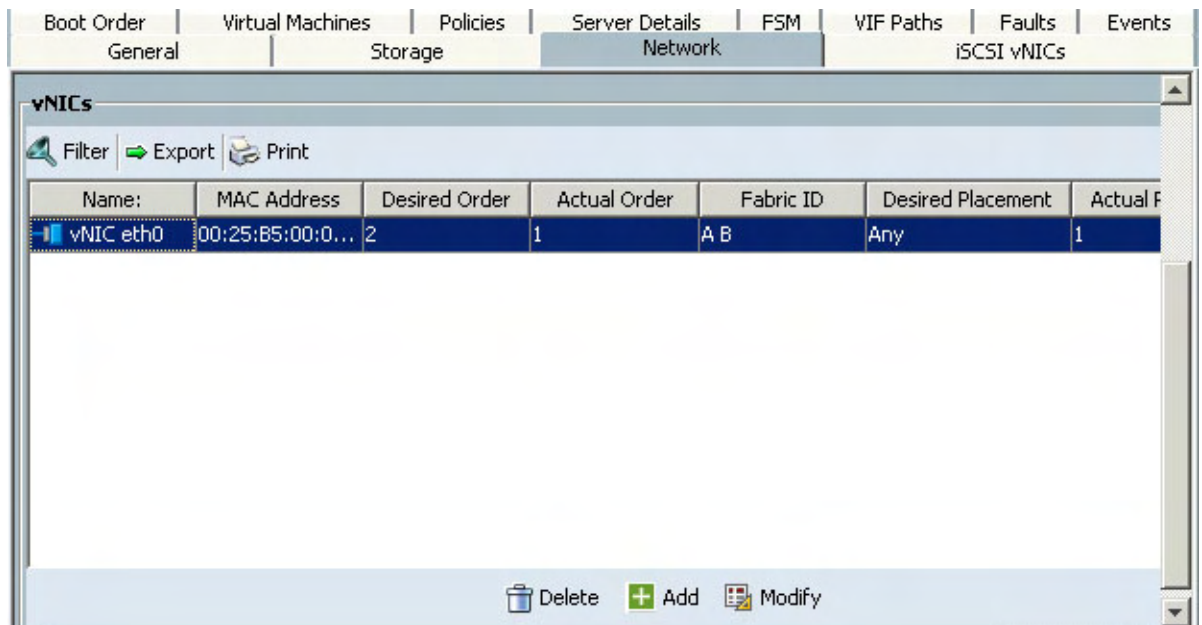 Boot Order Virtual Machines Policies Server Details FSM VIF Paths Faults Events
General Storage Network iSCSI vNICs
vNICs
Filter Export Print
Name: MAC Address Desired Order Actual Order Fabric ID Desired Placement Actual P
vNIC eth0 00:25:B5:00:0... 2 1 A B Any 1
Delete Add Modify